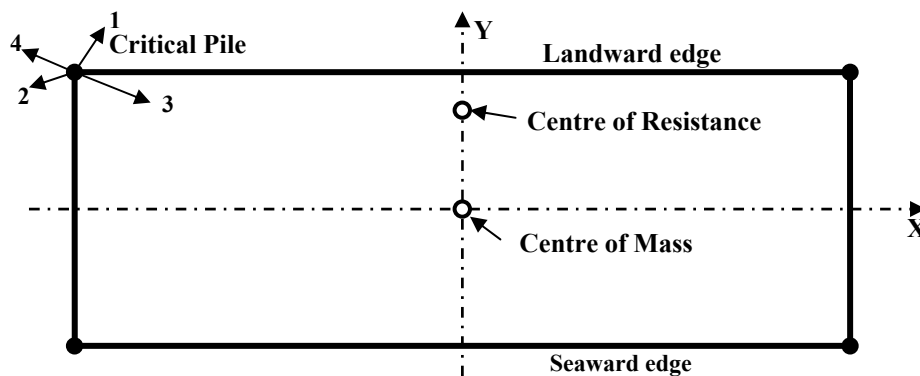 1
Y
4
Critical Pile
Landward edge
2
3
Centre of Resistance
X
Centre of Mass
Seaward edge